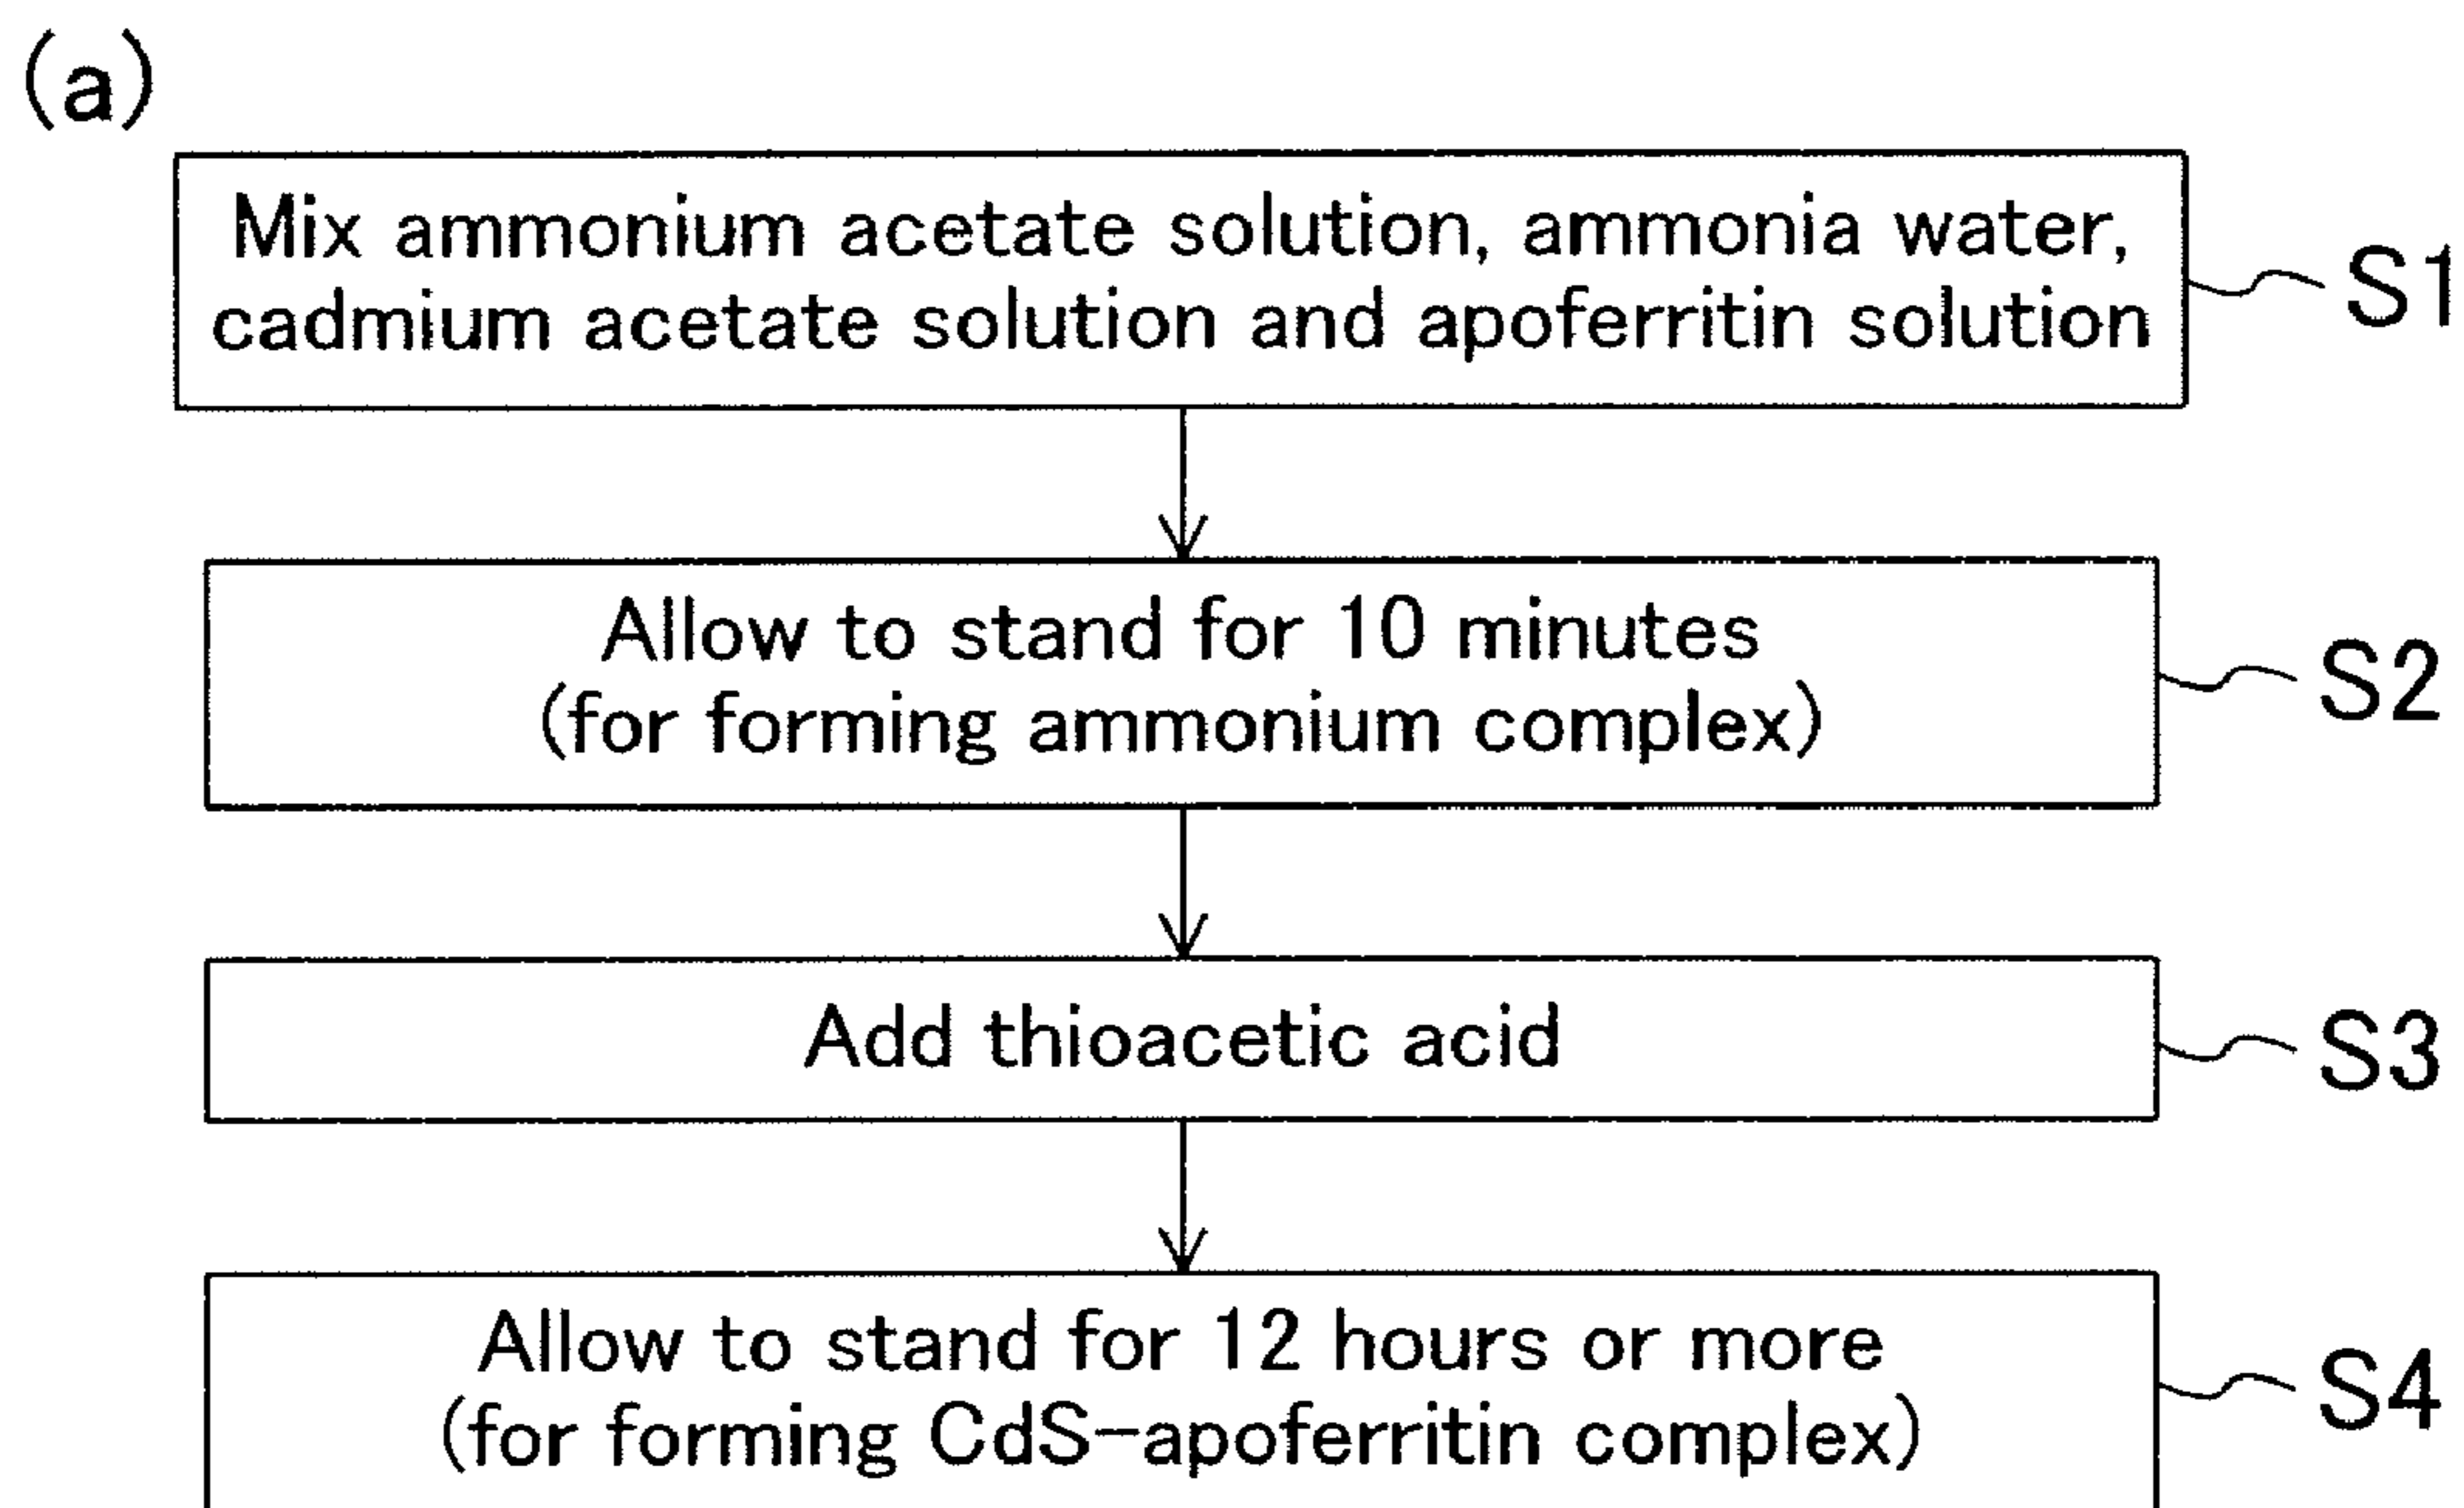 (a)
Mix ammonium acetate solution, ammonia water,
cadmium acetate solution and apoferritin solution
S1
Allow to stand for 10 minutes
(for forming ammonium complex)
S2
Add thioacetic acid
S3
Allow to stand for 12 hours or more
(for forming CdS-apoferritin complex)
S4